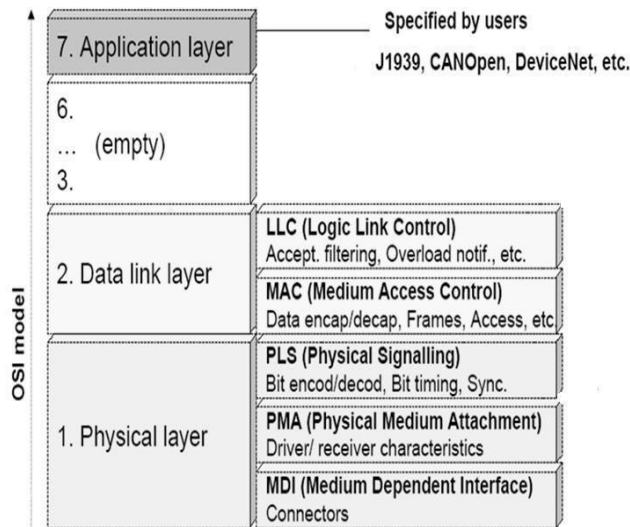 Specified by users
7. Application layer
J1939, CANOpen, DeviceNet, etc.
6.
... (empty)
3.
2. Data link layer
LLC (Logic Link Control)
Accept. filtering, Overload notif., etc.
MAC (Medium Access Control)
Data encap/decap, Frames, Access, etc
1. Physical layer
PLS (Physical Signalling)
Bit encod/decod, Bit timing, Sync.
PMA (Physical Medium Attachment)
Driver/ receiver characteristics
MDI (Medium Dependent Interface)
Connectors
OSI model